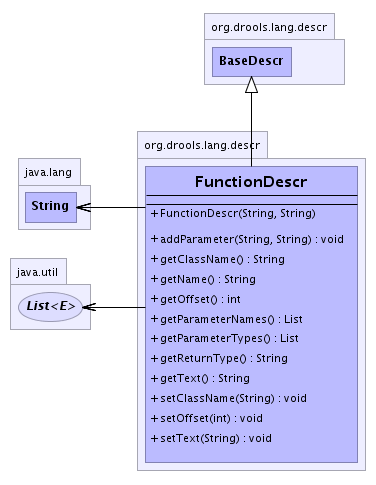 org.drools.lang.descr
BaseDescr
org.drools.lang.descr
FunctionDescr
+ FunctionDescr(String, String)
+ addParameter(String, String) : void
+ getClassName() : String
+ getName() : String
+ getOffset() : int
+ getParameterNames() : List
+ getParameterTypes() : List
+ getReturnType() : String
+ getText() : String
+ setClassName(String) : void
+ setOffset(int) : void
+ setText(String) : void
java.lang
String
java.util
List<E>